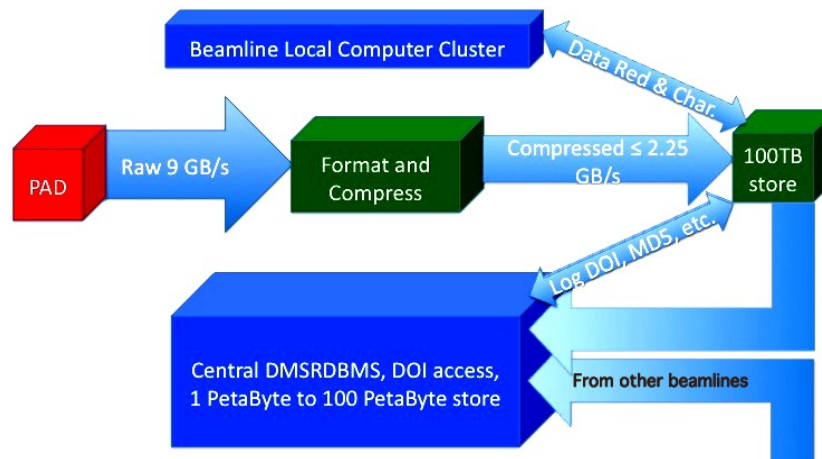 Beamline Local Computer Cluster
Data Red & Char.
PAD
Raw 9 GB/s
Format and
Compress
Compressed ≤ 2.25
GB/s
100TB
store
Log DOI, MD5, etc.
Central DMSRDBMS, DOI access,
1 PetaByte to 100 PetaByte store
From other beamlines